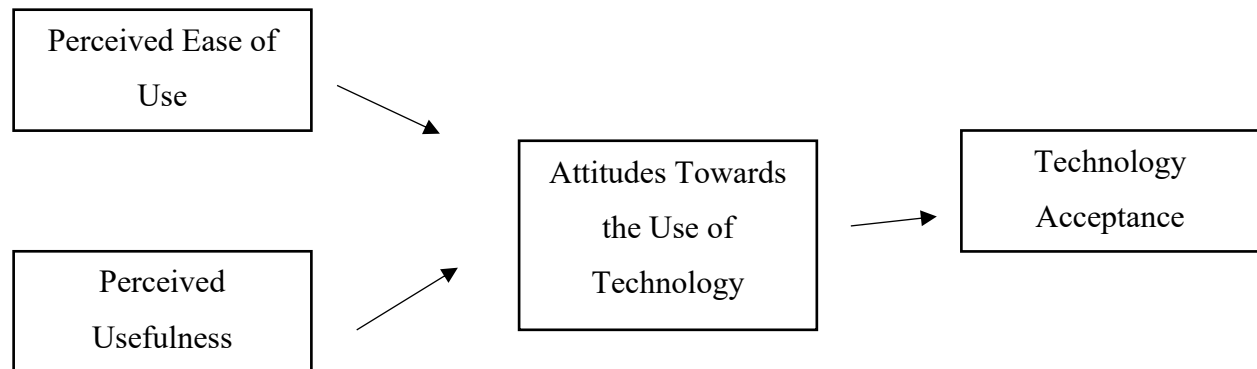 Perceived Ease of
Use
Perceived
Usefulness
Attitudes Towards
the Use of
Technology
Technology
Acceptance